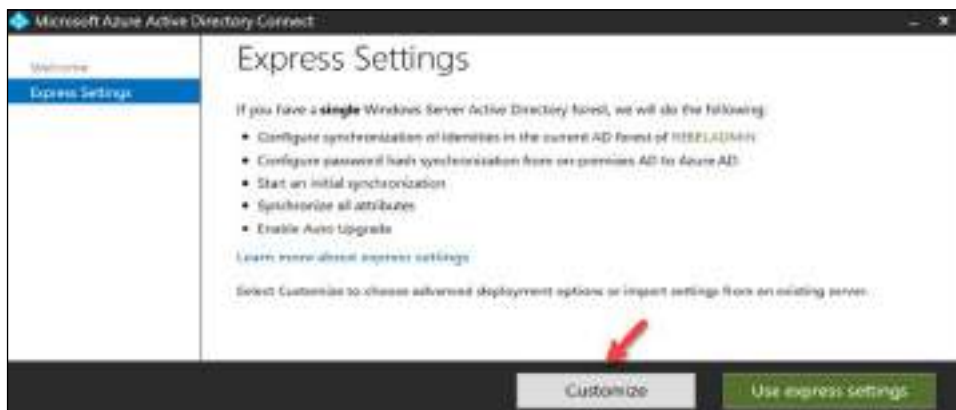 Microsoft Azure Active Directory Connect
Welcome
Express Settings
Express Settings
If you have a single Windows Server Active Directory forest, we will do the following:
• Configure synchronization of identities in the current AD forest of REBELADMIN
• Configure password hash synchronization from on-premises AD to Azure AD
• Start an initial synchronization
• Synchronize all attributes
• Enable Auto Upgrade
Learn more about express settings
Select Customize to choose advanced deployment options or import settings from an existing server.
Customize
Use express settings